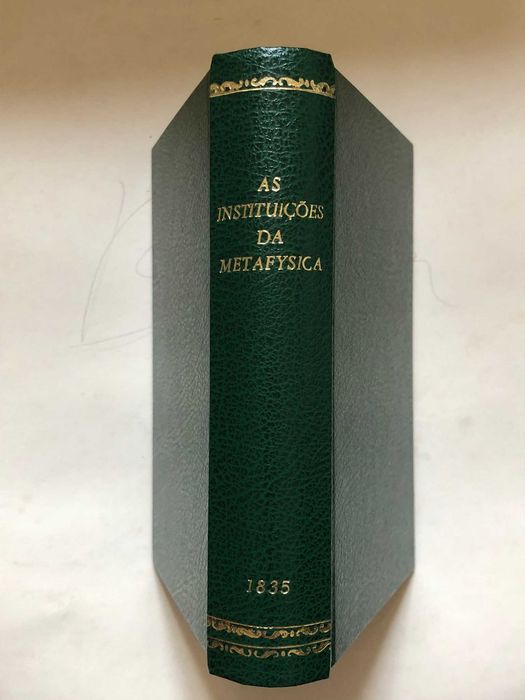 AS
INSTITUIÇÕES
DA
METAFYSICA
1835